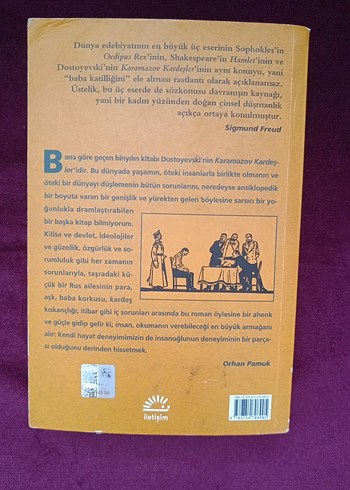 Dünya edebiyatının en büyük üç eserinin Sophokles'in
Oedipus Rex'inin, Shakespeare'in Hamlet'inin ve
Dostoyevski'nin Karamazov Kardeşler'inin aynı konuyu, yani
"baba katilliğini" ele alması rastlantı olarak açıklanamaz.
Üstelik, bu üç eserde de sözkonusu davranışın kaynağı,
yani bir kadın yüzünden doğan cinsel düşmanlık
açıkça ortaya konulmuştur.
Sigmund Freud
Bana göre geçen binyılın kitabı Dostoyevski'nin Karamazov Kardeş-
ler'idir. Bu dünyada yaşamın, öteki insanlarla birlikte olmanın ve
öteki bir dünyayı düşlemenin bütün sorunlarını, neredeyse ansiklopedik
bir boyuta varan bir genişlik ve yürekten gelen böylesine sarsıcı bir yo-
ğunlukla dramlaştırabilen
bir başka kitap bilmiyorum.
Kilise ve devlet, ideolojiler
ve güzellik, özgürlük ve so-
rumluluk gibi her zamanın
sorunlarıyla, taşradaki kü-
çük bir Rus ailesinin para,
aşk, baba korkusu, kardeş
kıskançlığı, itibar gibi iç sorunları arasında bu roman öylesine bir ahenk
ve güçle gidip gelir ki; insan, okumanın verebileceği en büyük armağanı
alır; Kendi hayat deneyimimizin de insanoğlunun deneyiminin bir parça-
sı olduğunu derinden hissetmek.
Orhan Pamuk
iletişim